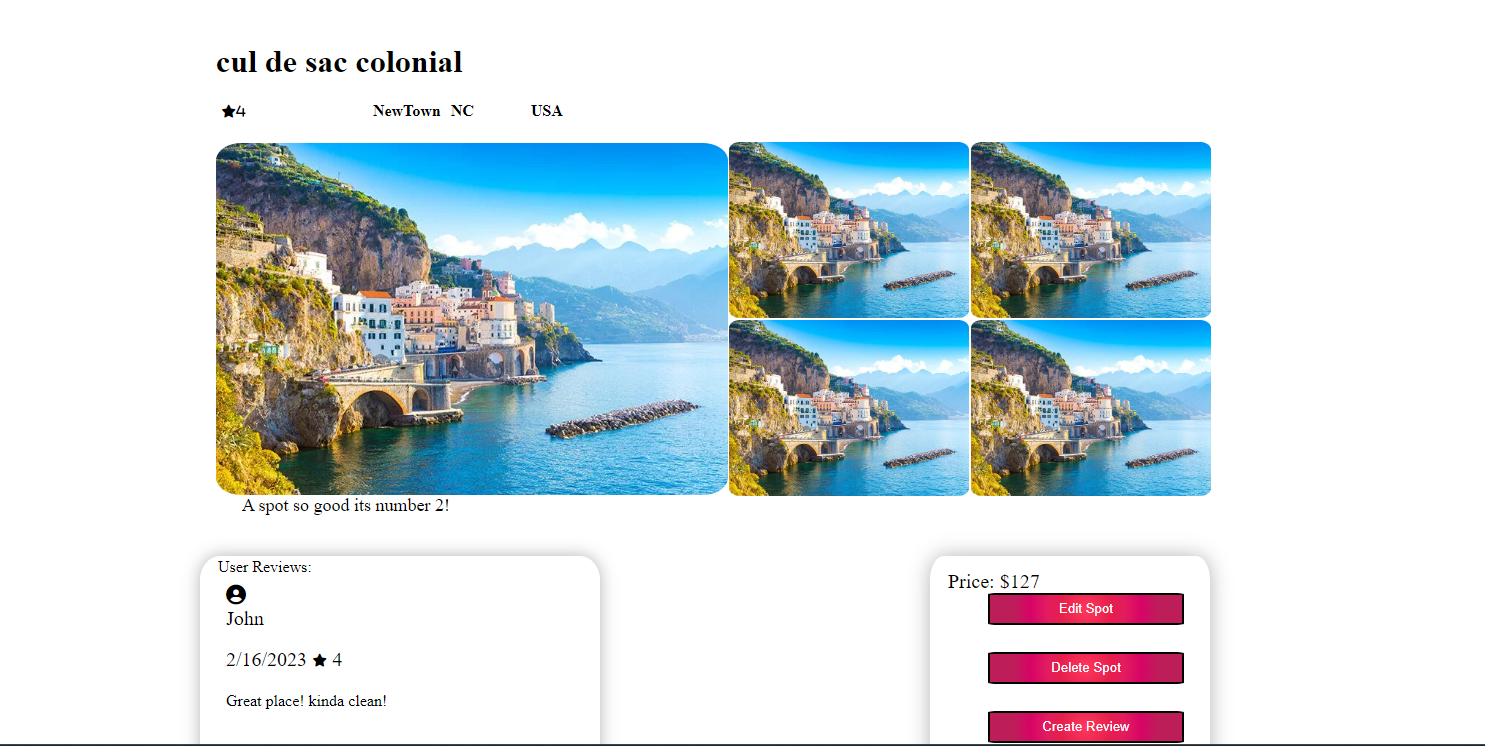 cul de sac colonial
4 NewTown NC USA
A spot so good its number 2!
User Reviews:
John
2/16/2023 4
Great place! kinda clean!
Price: $127
Edit Spot
Delete Spot
Create Review